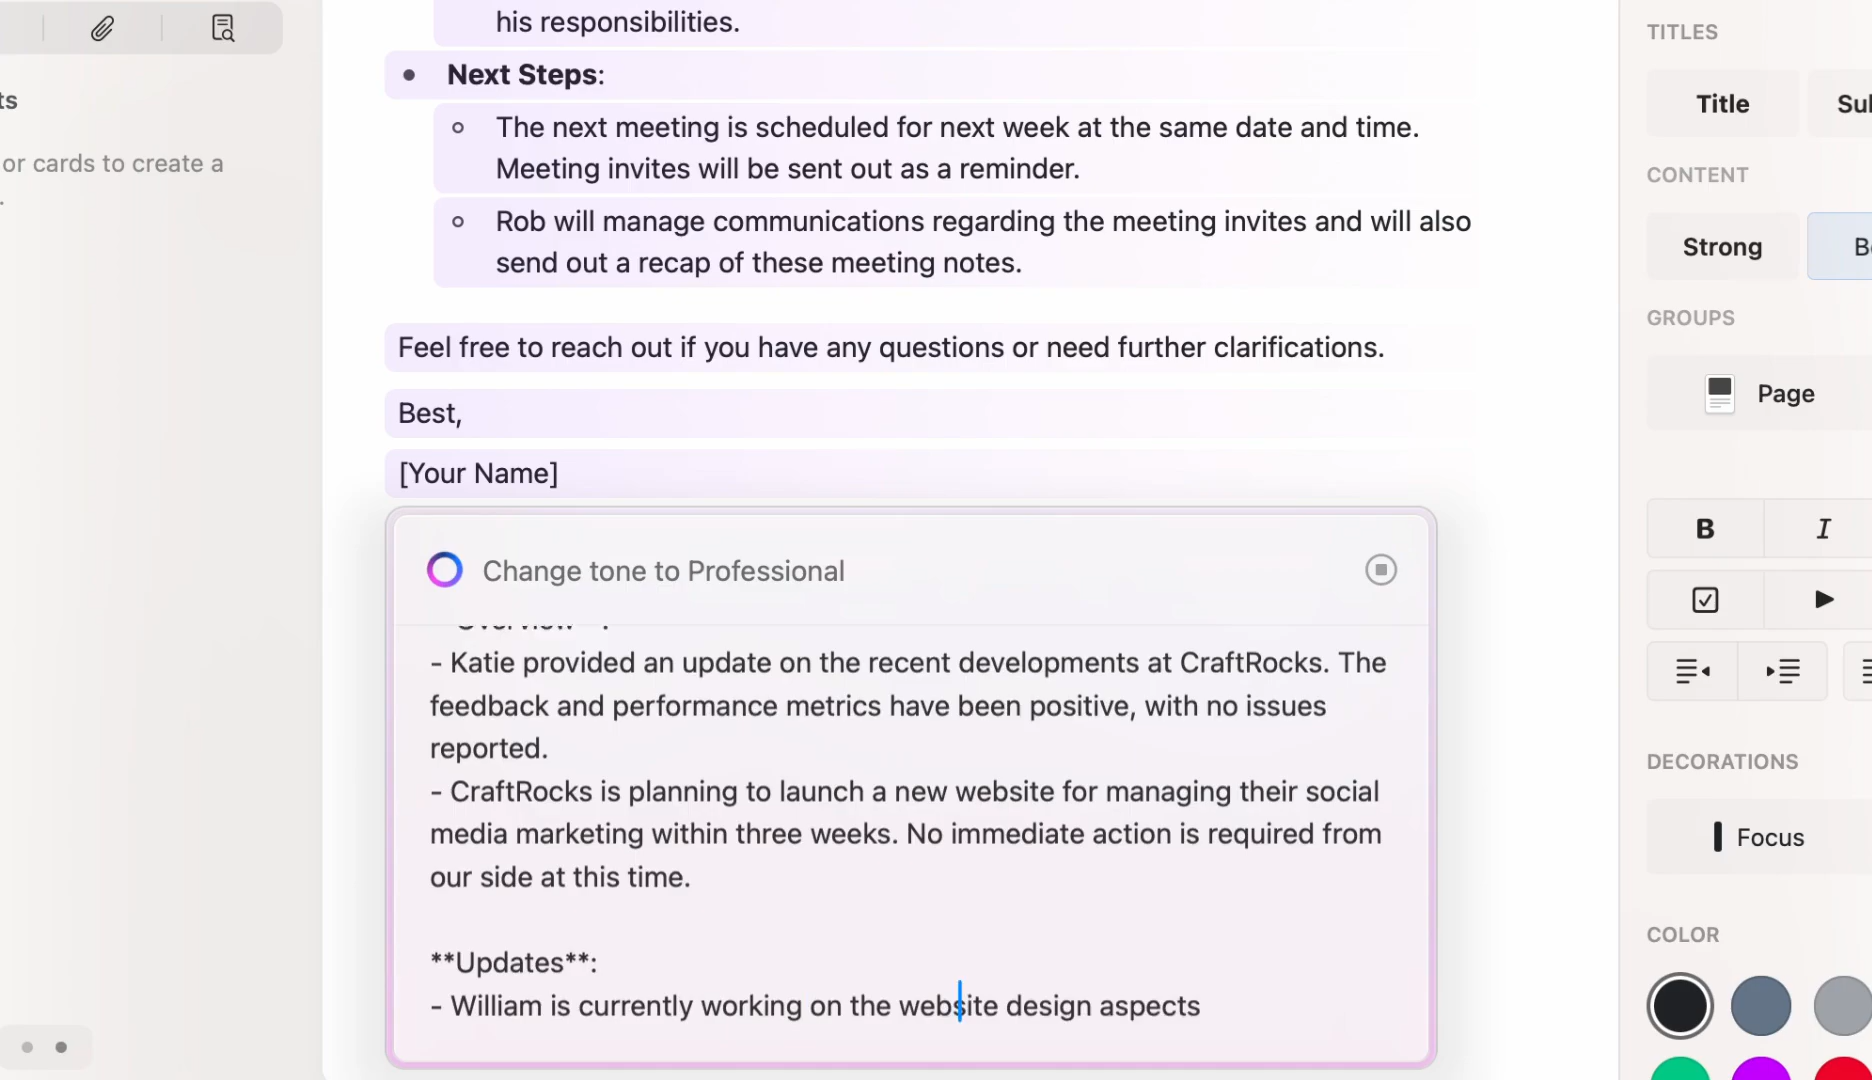 his responsibilities.
Next Steps:
The next meeting is scheduled for next week at the same date and time.
Meeting invites will be sent out as a reminder.
Rob will manage communications regarding the meeting invites and will also
send out a recap of these meeting notes.
Feel free to reach out if you have any questions or need further clarifications.
Best,
[Your Name]
Change tone to Professional
- Katie provided an update on the recent developments at CraftRocks. The
feedback and performance metrics have been positive, with no issues
reported.
- CraftRocks is planning to launch a new website for managing their social
media marketing within three weeks. No immediate action is required from
our side at this time.
**Updates**:
- William is currently working on the website design aspects
ts
or cards to create a
.
TITLES
Title
CONTENT
Strong
GROUPS
Page
B
I
DECORATIONS
Focus
COLOR